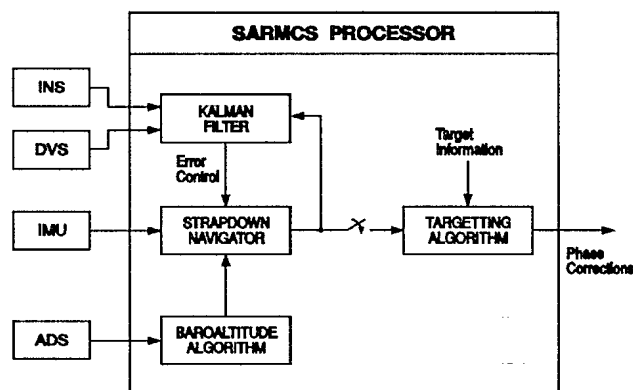 SARMCS PROCESSOR
INS
DVS
IMU
ADS
KALMAN
FILTER
Error
Control
STRAPDOWN
NAVIGATOR
BAROALTITUDE
ALGORITHM
Target
Information
TARGETTING
ALGORITHM
Phase
Corrections